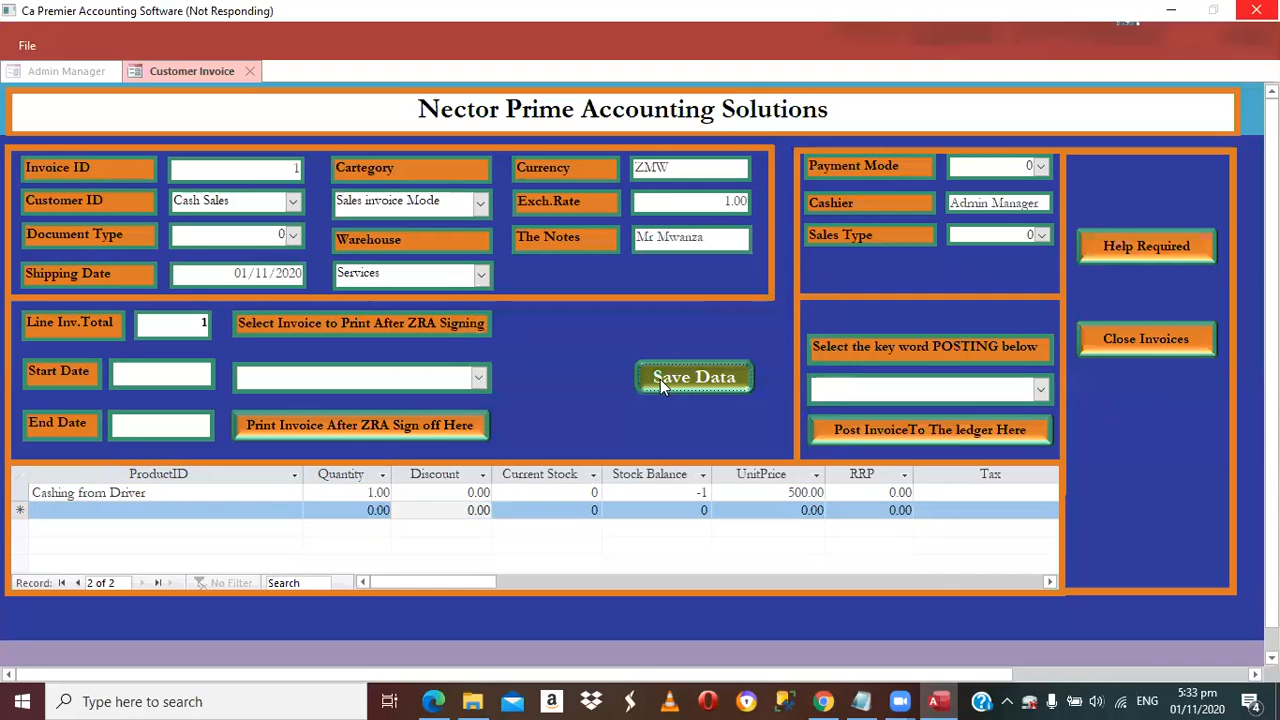 Ca Premier Accounting Software (Not Responding)
File
Admin Manager
Customer Invoice
Nector Prime Accounting Solutions
Invoice ID 1 Cartegory Currency ZMW
Customer ID Cash Sales Sales invoice Mode Exch.Rate 1.00
Document Type 0 Warehouse The Notes Mr Mwanza
Shipping Date 01/11/2020 Services
Payment Mode 0
Cashier Admin Manager
Sales Type 0
Help Required
Close Invoices
Line Inv.Total 1 Select Invoice to Print After ZRA Signing
Start Date
Save Data
End Date Print Invoice After ZRA Sign off Here
Select the key word POSTING below
Post InvoiceTo The ledger Here
ProductID Quantity Discount Current Stock Stock Balance UnitPrice RRP Tax
Cashing from Driver 1.00 0.00 0 -1 500.00 0.00
* 0.00 0.00 0 0 0.00 0.00
Record: 2 of 2 No Filter Search
Type here to search
ENG
5:33 pm
01/11/2020
4